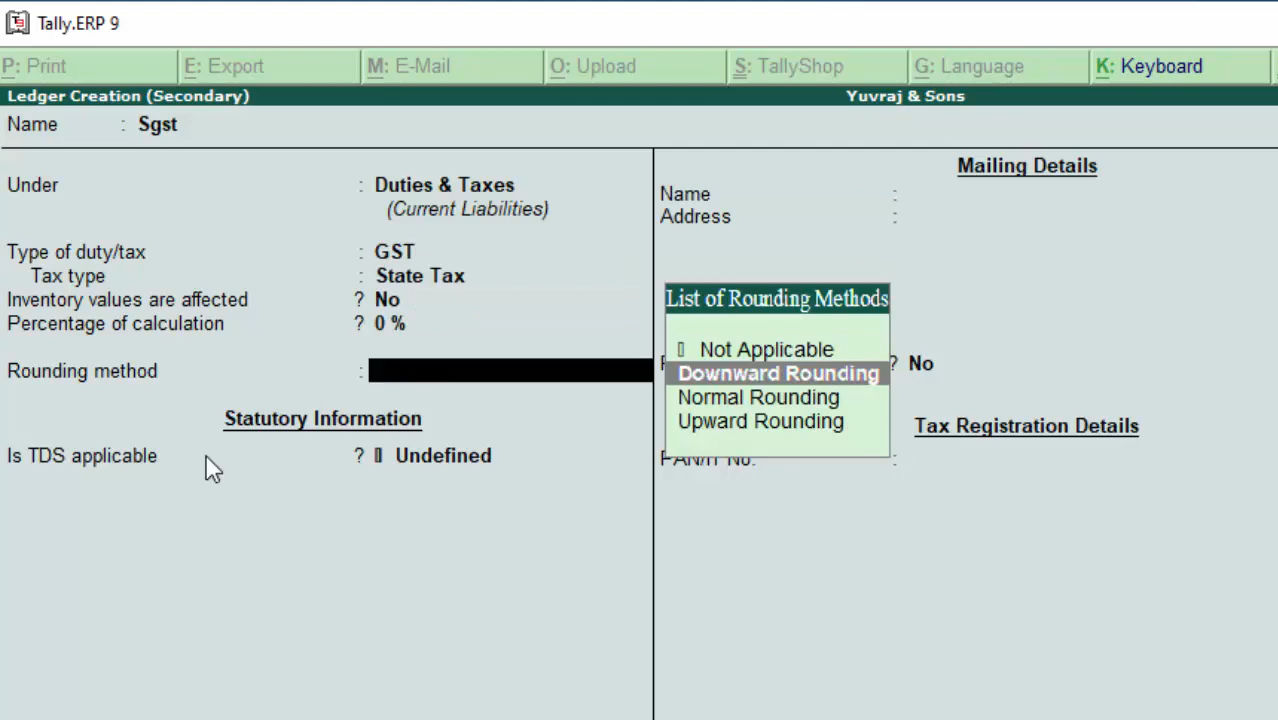 Tally.ERP 9
P: Print E: Export M: E-Mail O: Upload S: TallyShop G: Language K: Keyboard
Ledger Creation (Secondary) Yuvraj & Sons
Name : Sgst
Mailing Details
Under : Duties & Taxes
(Current Liabilities)
Name :
Address :
Type of duty/tax : GST
Tax type : State Tax
Inventory values are affected ? No
Percentage of calculation ? 0 %
Rounding method :
List of Rounding Methods
Not Applicable
Downward Rounding
Normal Rounding
Upward Rounding
? No
Statutory Information
Tax Registration Details
Is TDS applicable ? Undefined
PAN/IT No. :